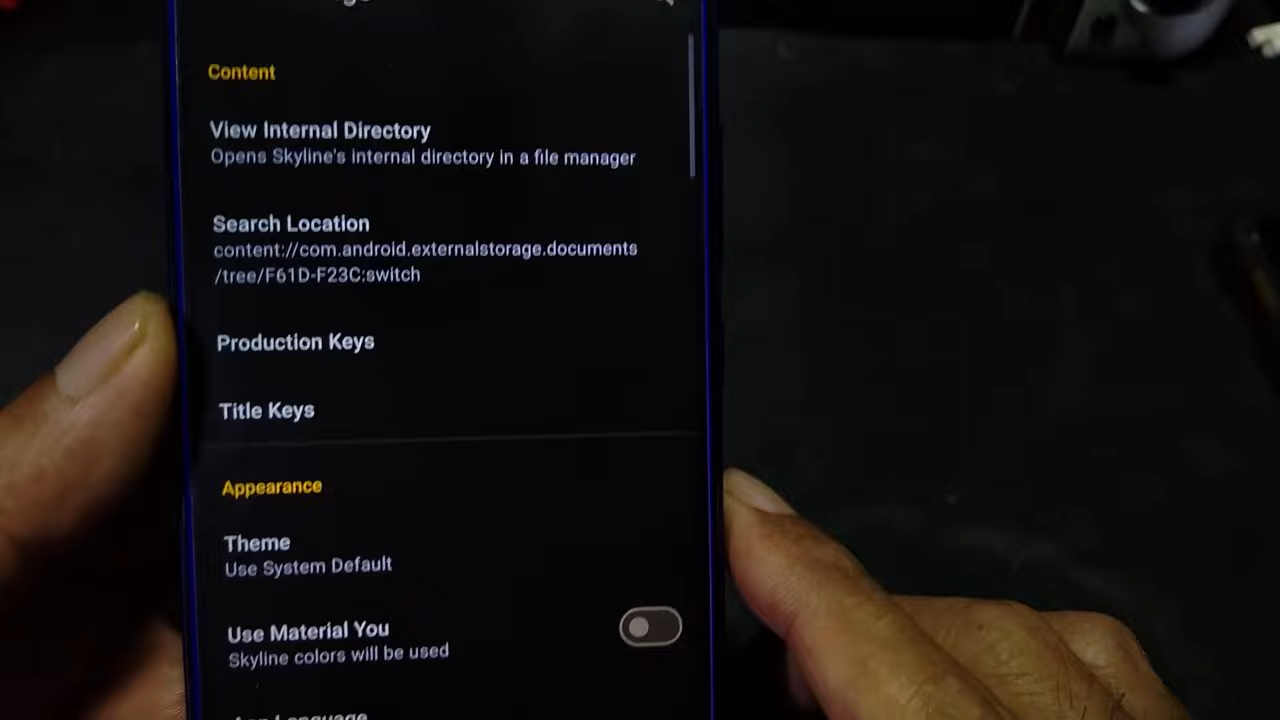 Content
View Internal Directory
Opens Skyline's internal directory in a file manager
Search Location
content://com.android.externalstorage.documents
/tree/F61D-F23C:switch
Production Keys
Title Keys
Appearance
Theme
Use System Default
Use Material You
Skyline colors will be used
App Language